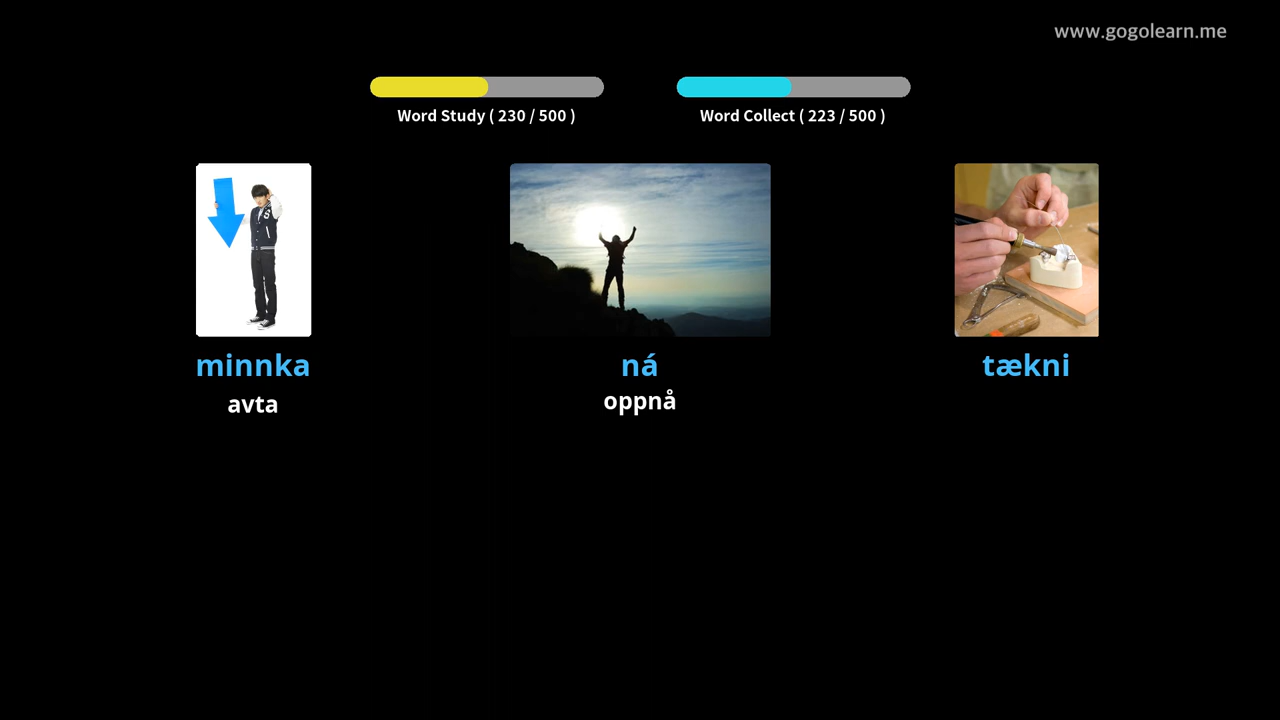 www.gogolearn.me
Word Study ( 230 / 500 )
Word Collect ( 223 / 500 )
minnka
avta
ná
oppnå
tækni